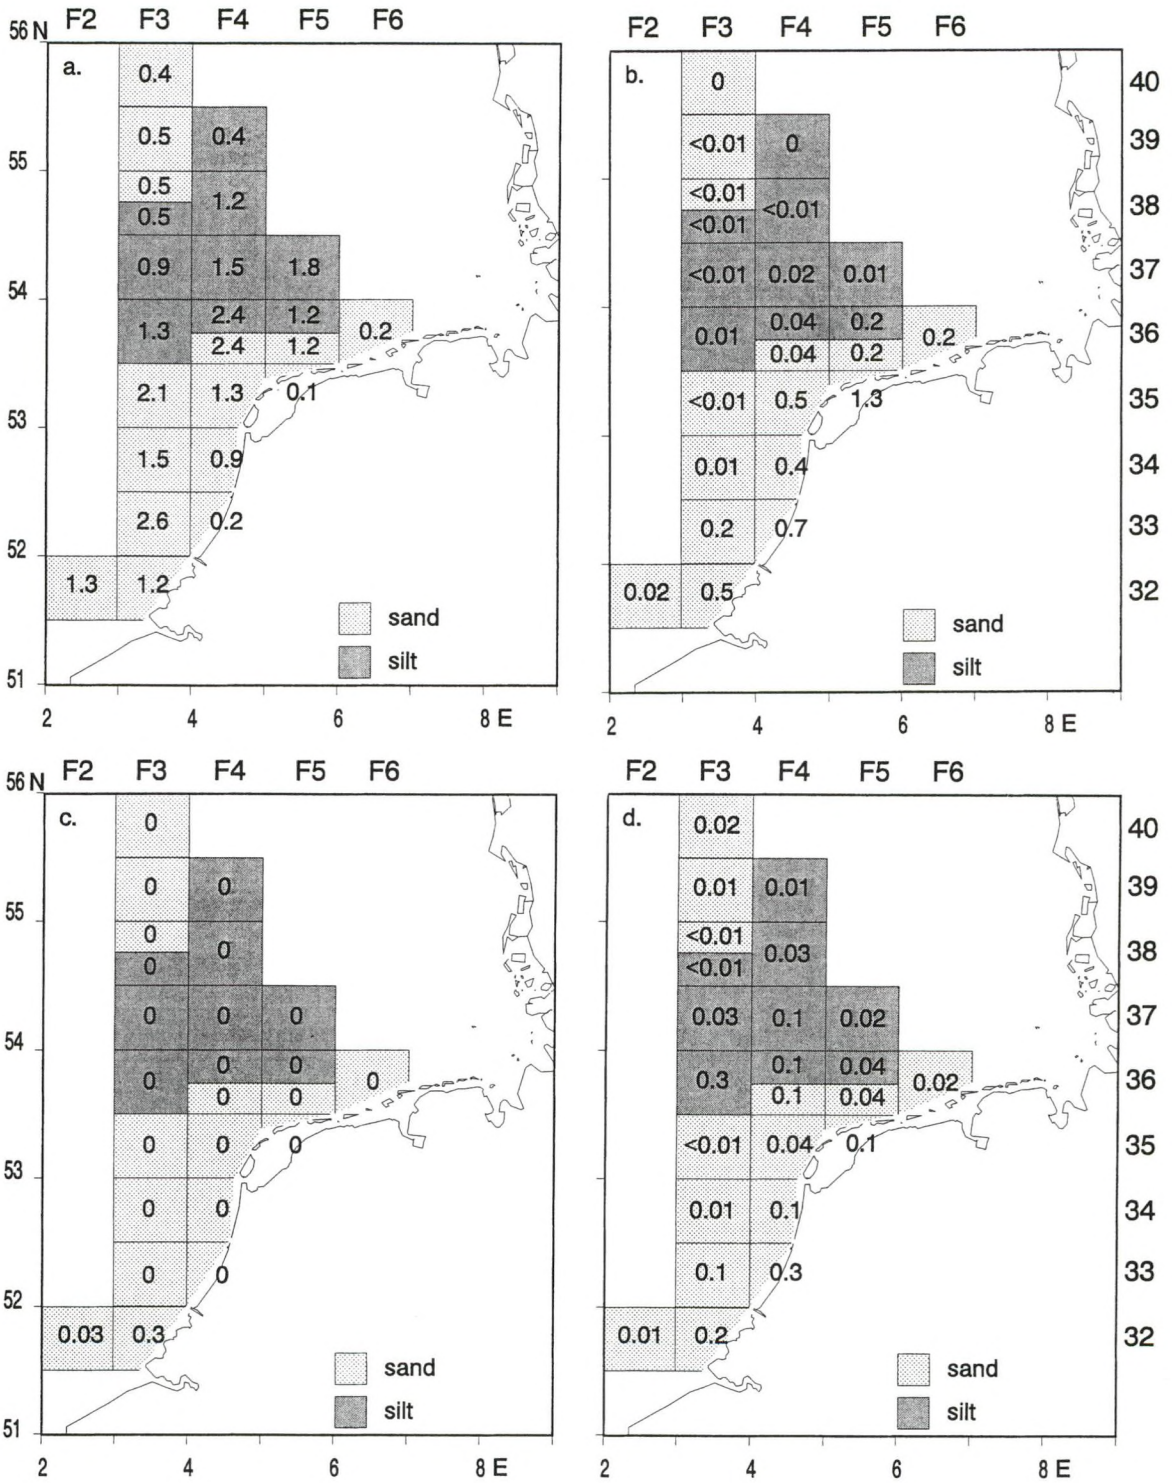 F2 F3 F4 F5 F6
56 N
a.
0.4
0.5 0.4
55
0.5
1.2
0.5
0.9 1.5 1.8
54
2.4 1.2
1.3 0.2
2.4 1.2
2.1 1.3 0.1
53
1.5 0.9
2.6 0.2
52
1.3 1.2
sand
silt
51
2 4 6 8 E
F2 F3 F4 F5 F6
b.
0 40
<0.01 0 39
<0.01
<0.01 38
<0.01
<0.01 0.02 0.01 37
0.04 0.2
0.01 0.2 36
0.04 0.2
<0.01 0.5 1.3 35
0.01 0.4 34
0.2 0.7 33
0.02 0.5 32
sand
silt
2 4 6 8 E
F2 F3 F4 F5 F6
56 N
c.
0
0 0
55
0
0
0
0 0 0
54
0 0
0 0
0 0
0 0 0
53
0 0
0 0
52
0.03 0.3
sand
silt
51
2 4 6 8 E
F2 F3 F4 F5 F6
d.
0.02 40
0.01 0.01 39
<0.01
0.03 38
<0.01
0.03 0.1 0.02 37
0.1 0.04
0.3 0.02 36
0.1 0.04
<0.01 0.04 0.1 35
0.01 0.1 34
0.1 0.3 33
0.01 0.2 32
sand
silt
2 4 6 8 E